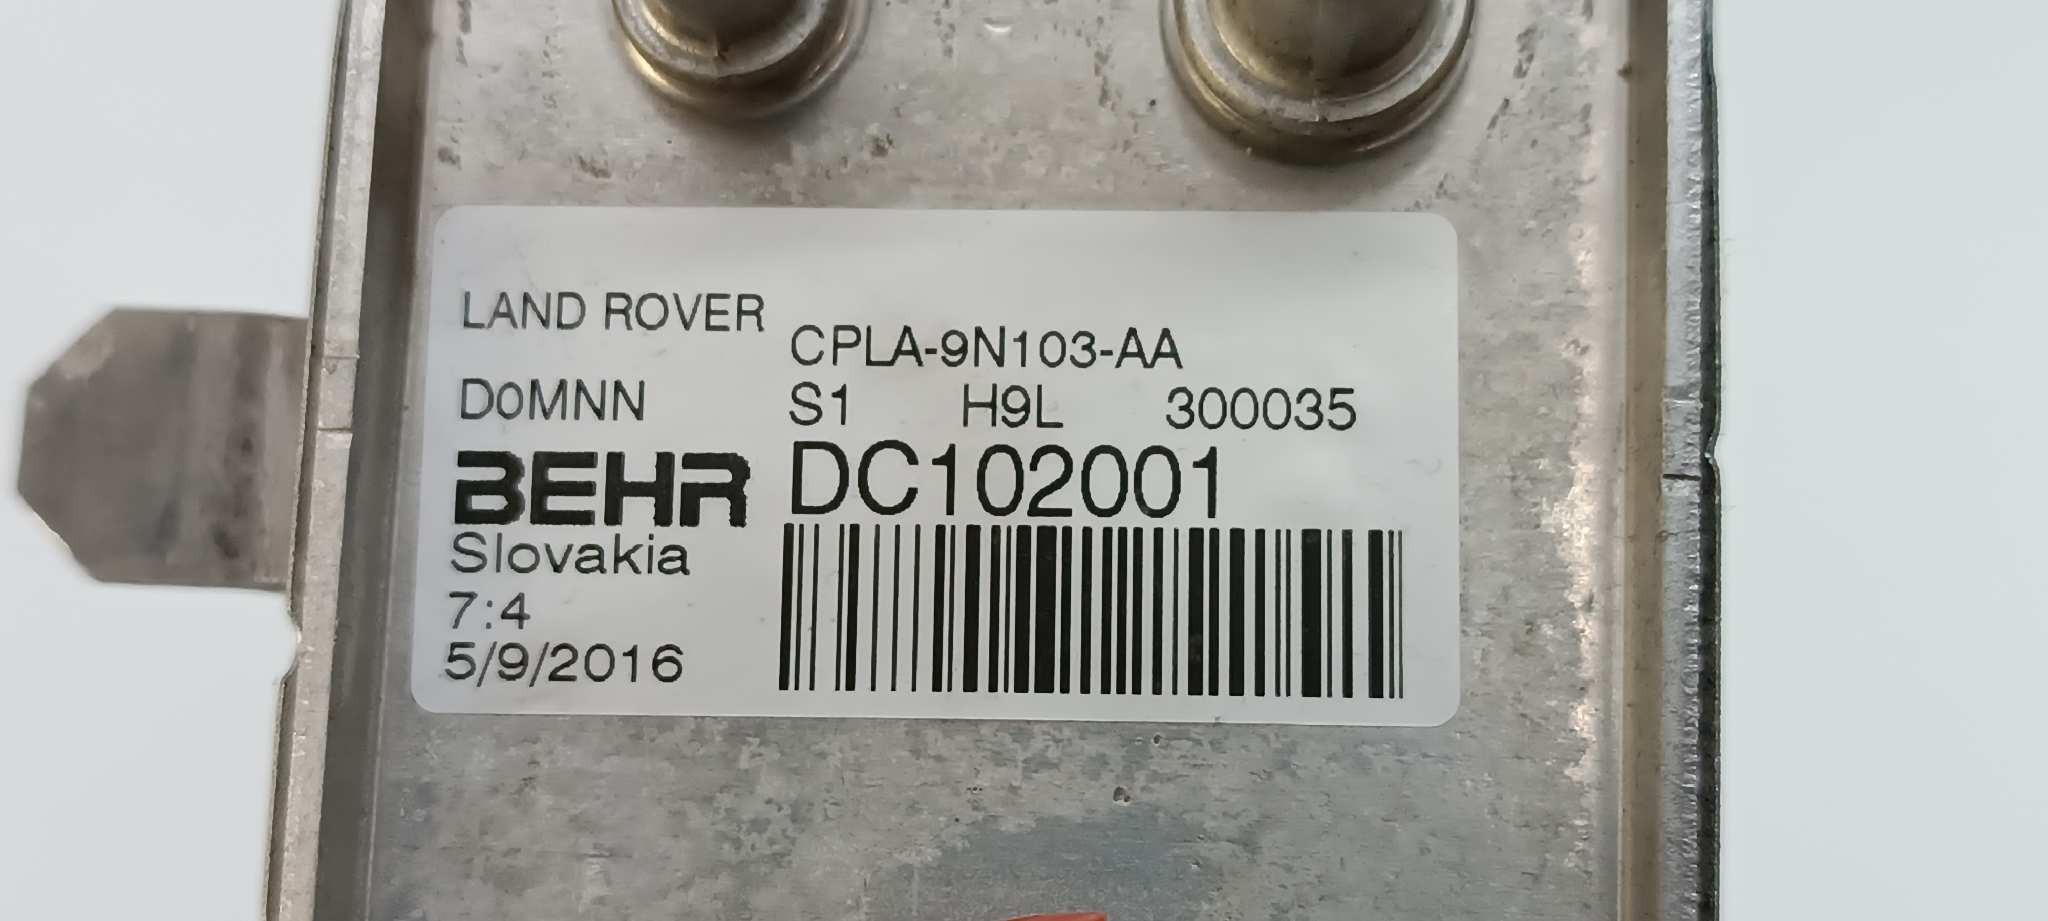 LAND ROVER
CPLA-9N103-AA
D0MNN S1 H9L 300035
BEHR DC102001
Slovakia
7:4
5/9/2016